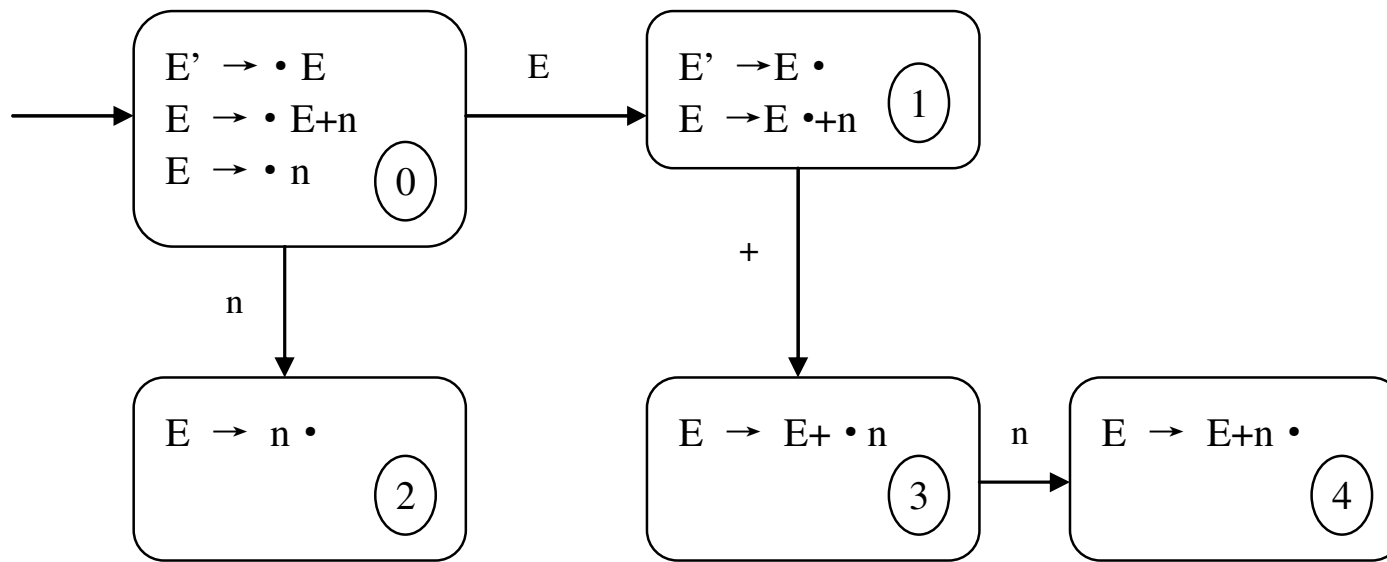 E’ → • E
E → • E+n
E → • n
0
E
E’ →E •
E →E •+n
1
n
+
E → n •
2
E → E+ • n
3
n
E → E+n •
4